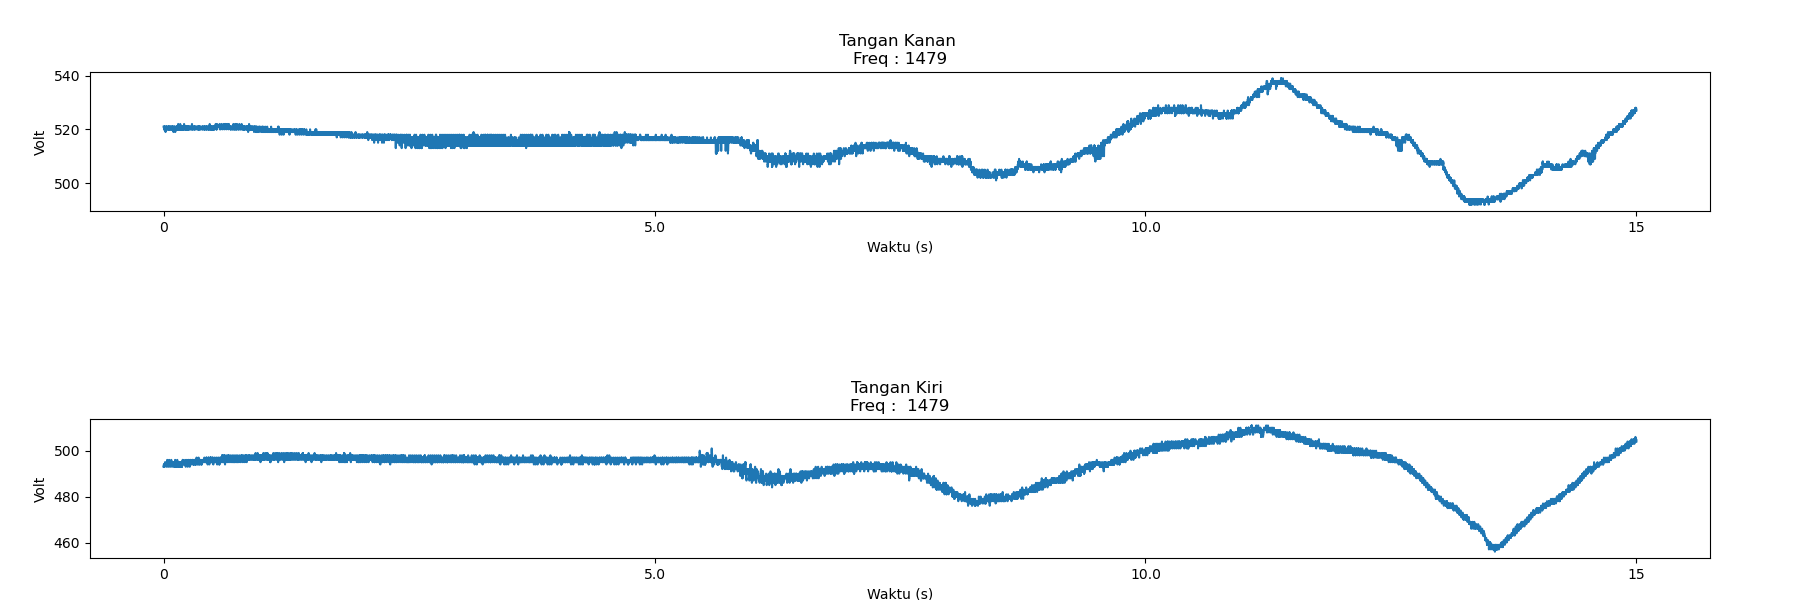 Tangan Kanan
Freq : 1479
540
520
500
Volt
0
5.0
10.0
15
Waktu (s)
Tangan Kiri
Freq :  1479
500
480
460
Volt
0
5.0
10.0
15
Waktu (s)